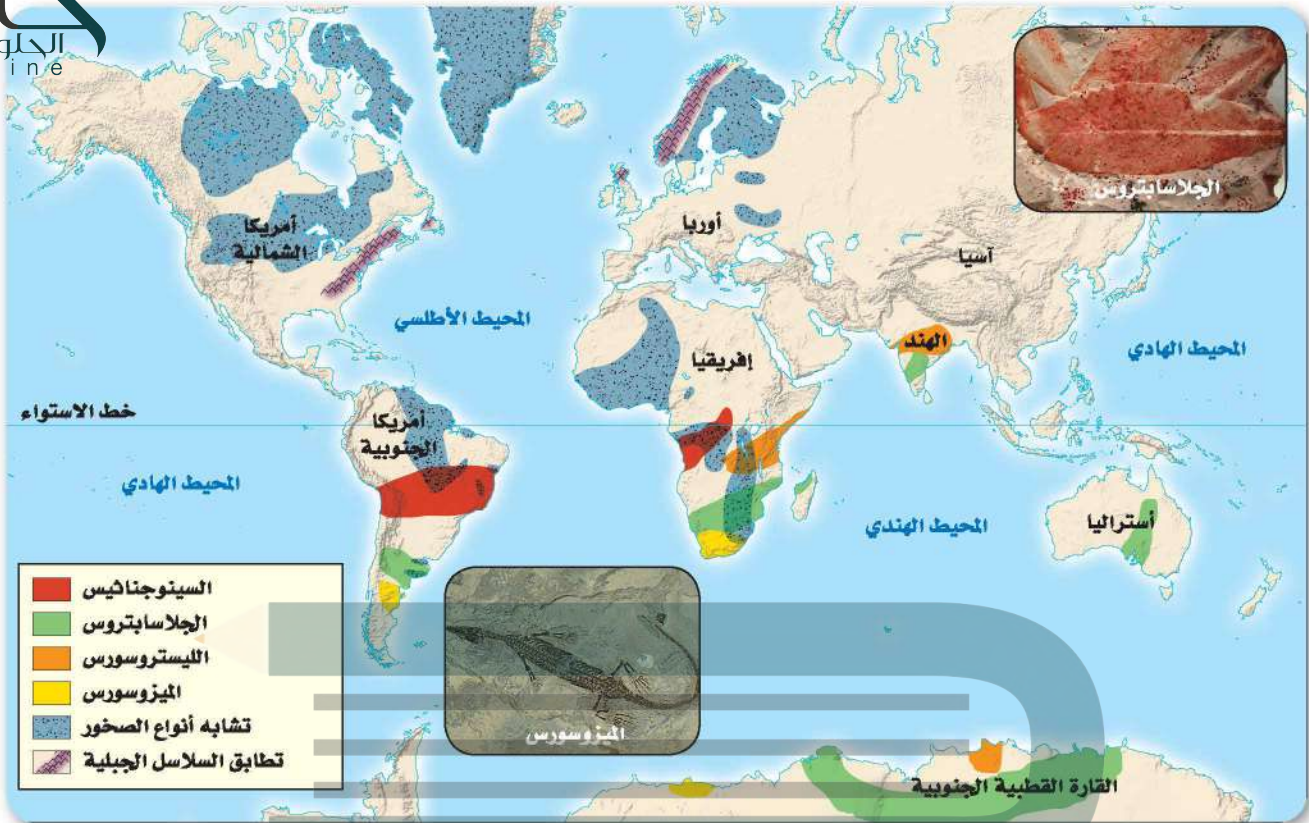 الحلو
i n e
الجلاسابتروس
أمريكا
الشمالية
أوربا
آسيا
المحيط الأطلسي
إفريقيا
الهند
المحيط الهادي
خط الاستواء
أمريكا
الجنوبية
المحيط الهادي
المحيط الهندي
أستراليا
السينوجناثيس
الجلاسابتروس
الليستروسورس
الميزوسورس
تشابه أنواع الصخور
تطابق السلاسل الجبلية
الميزوسورس
القارة القطبية الجنوبية